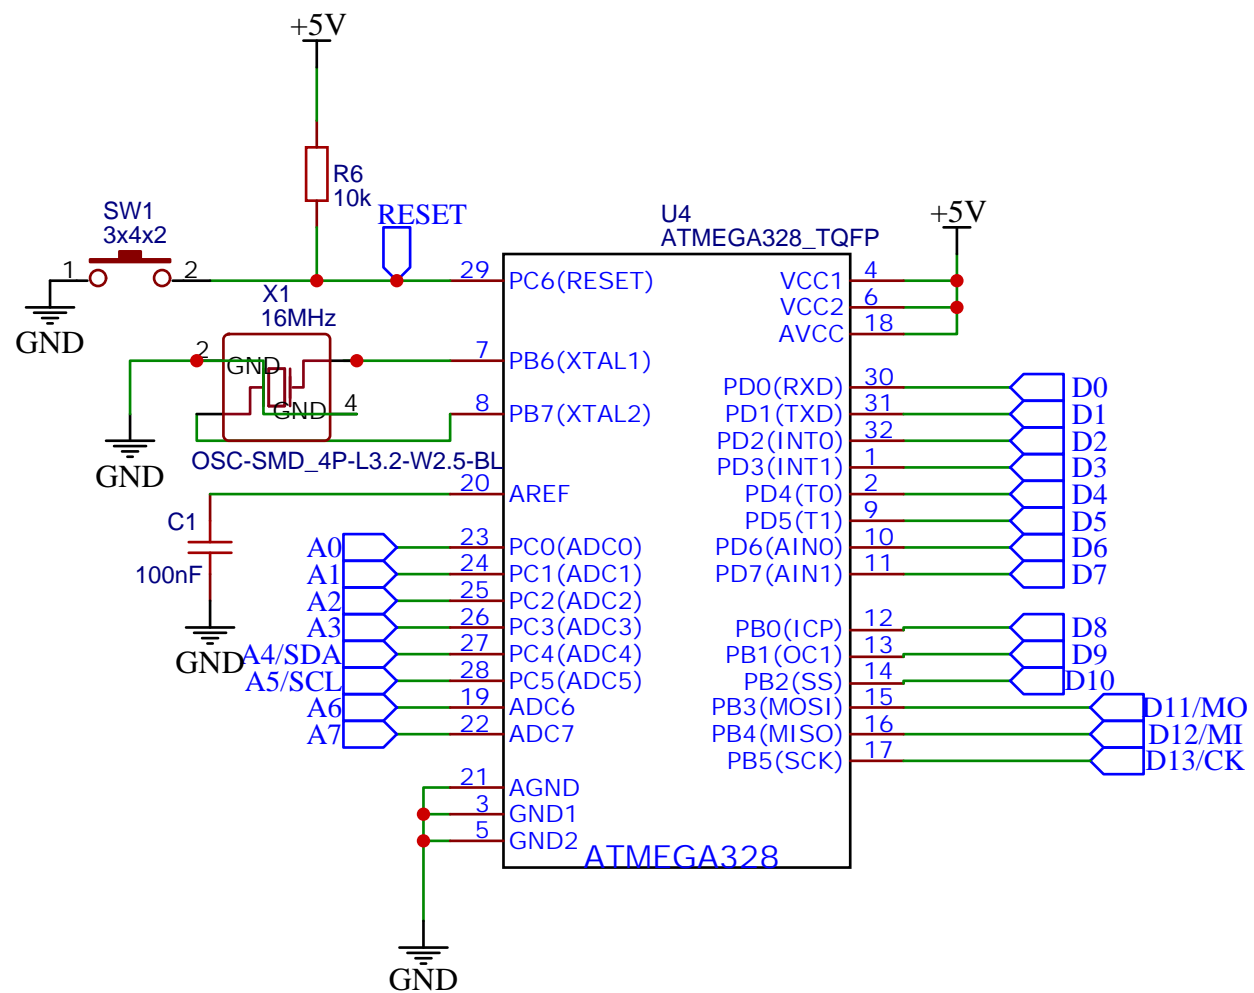 +5V
R6
10k
SW1
3x4x2
1
2
GND
RESET
U4
ATMEGA328_TQFP
+5V
X1
16MHz
2
GND
GND
4
GND
OSC-SMD_4P-L3.2-W2.5-BL
C1
100nF
GND
29 PC6(RESET)
7 PB6(XTAL1)
8 PB7(XTAL2)
20 AREF
A0 23 PC0(ADC0)
A1 24 PC1(ADC1)
A2 25 PC2(ADC2)
A3 26 PC3(ADC3)
A4/SDA 27 PC4(ADC4)
A5/SCL 28 PC5(ADC5)
A6 19 ADC6
A7 22 ADC7
21 AGND
3 GND1
5 GND2
GND
VCC1 4
VCC2 6
AVCC 18
PD0(RXD) 30 D0
PD1(TXD) 31 D1
PD2(INT0) 32 D2
PD3(INT1) 1 D3
PD4(T0) 2 D4
PD5(T1) 9 D5
PD6(AIN0) 10 D6
PD7(AIN1) 11 D7
PB0(ICP) 12 D8
PB1(OC1) 13 D9
PB2(SS) 14 D10
PB3(MOSI) 15 D11/MO
PB4(MISO) 16 D12/MI
PB5(SCK) 17 D13/CK
ATMEGA328